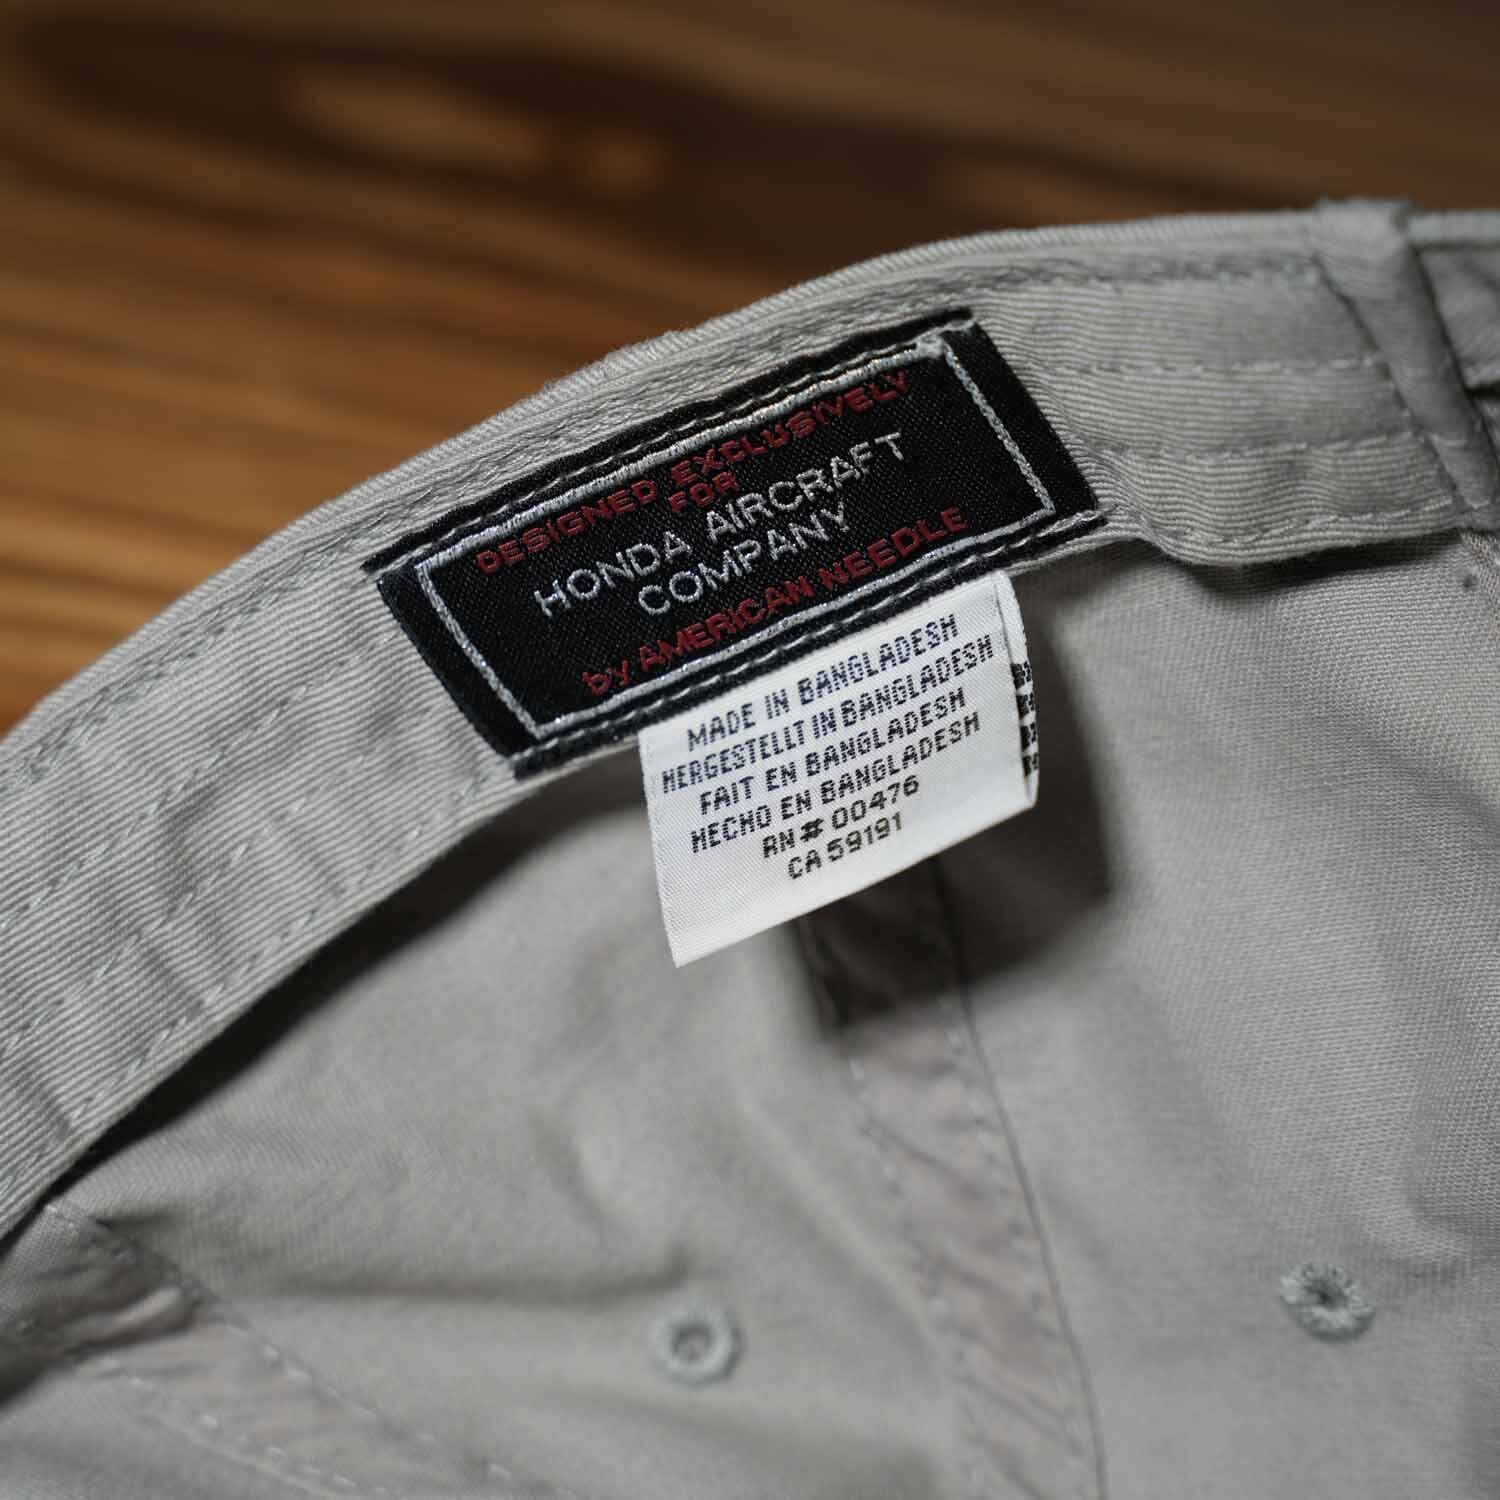 DESIGNED EXCLUSIVELY
FOR
HONDA AIRCRAFT
COMPANY
by AMERICAN NEEDLE
MADE IN BANGLADESH
HERGESTELLT IN BANGLADESH
FAIT EN BANGLADESH
HECHO EN BANGLADESH
RN# 00476
CA 59191